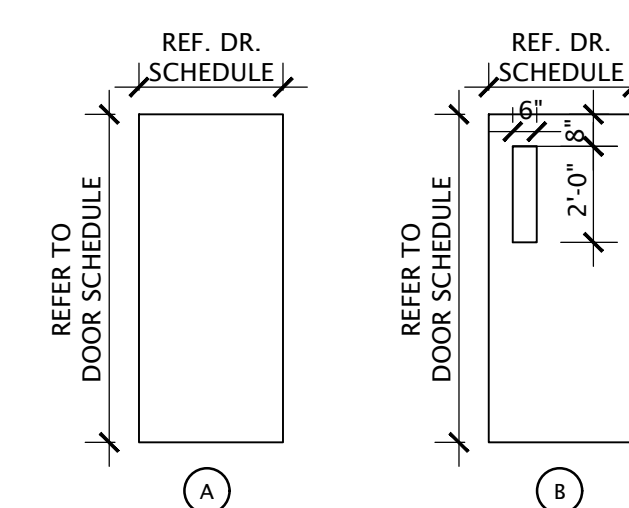 REF. DR.
SCHEDULE
REFER TO
DOOR SCHEDULE
A
REF. DR.
SCHEDULE
6"
8"
2'-0"
REFER TO
DOOR SCHEDULE
B